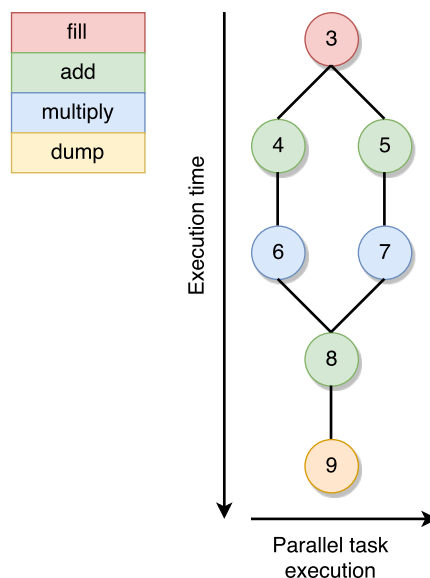 fill
add
multiply
dump
Execution time
3
4 5
6 7
8
9
Parallel task
execution